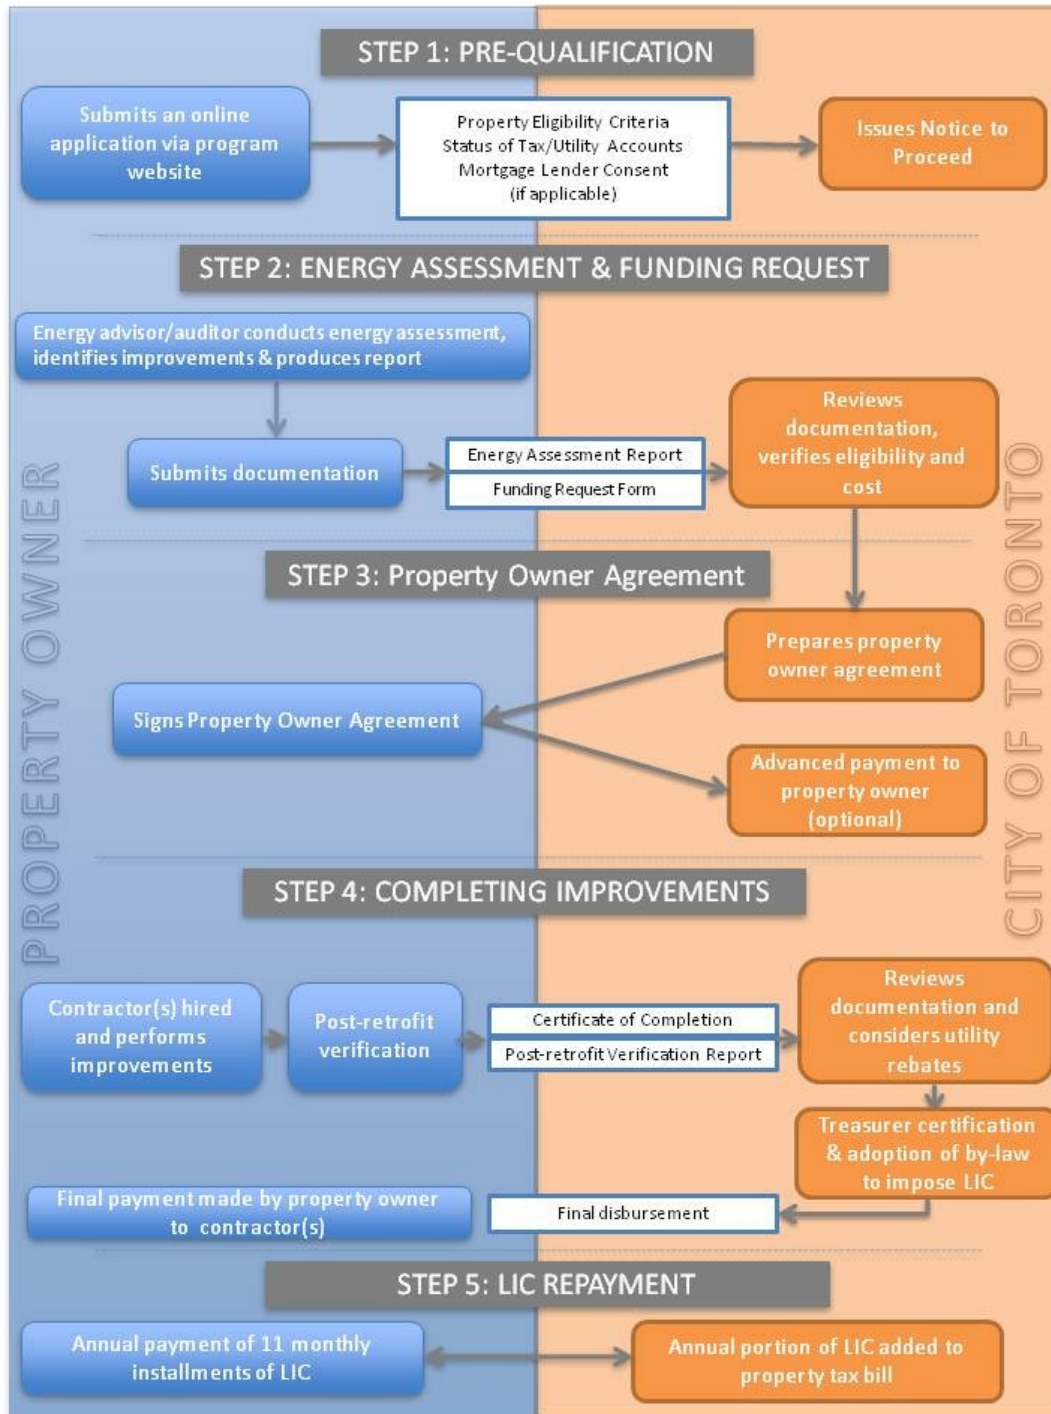 STEP 1: PRE-QUALIFICATION
Submits an online
application via program
website
Property Eligibility Criteria
Status of Tax/Utility Accounts
Mortgage Lender Consent
(if applicable)
Issues Notice to
Proceed
STEP 2: ENERGY ASSESSMENT & FUNDING REQUEST
Energy advisor/auditor conducts energy assessment,
identifies improvements & produces report
Submits documentation
Energy Assessment Report
Funding Request Form
Reviews
documentation,
verifies eligibility and
cost
PROPERTY OWNER
CITY OF TORONTO
STEP 3: Property Owner Agreement
Prepares property
owner agreement
Signs Property Owner Agreement
Advanced payment to
property owner
(optional)
STEP 4: COMPLETING IMPROVEMENTS
Contractor(s) hired
and performs
improvements
Post-retrofit
verification
Certificate of Completion
Post-retrofit Verification Report
Reviews
documentation and
considers utility
rebates
Treasurer certification
& adoption of by-law
to impose LIC
Final payment made by property owner
to contractor(s)
Final disbursement
STEP 5: LIC REPAYMENT
Annual payment of 11 monthly
installments of LIC
Annual portion of LIC added to
property tax bill